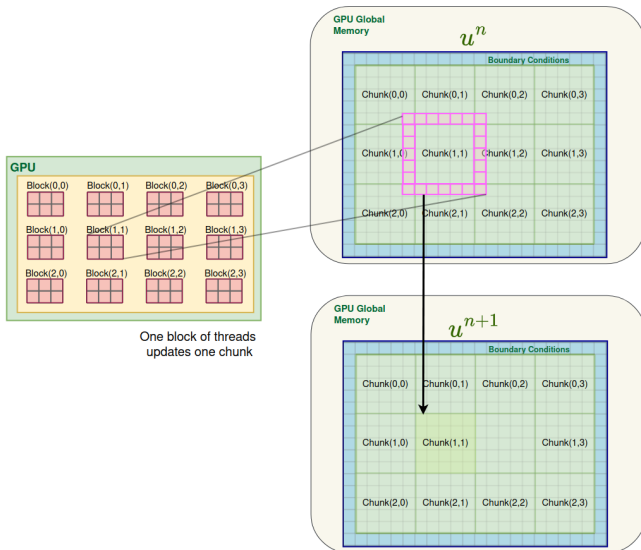 GPU Global
Memory
u^n
Boundary Conditions
Chunk(0,0) Chunk(0,1) Chunk(0,2) Chunk(0,3)
Chunk(1,0) Chunk(1,1) Chunk(1,2) Chunk(1,3)
Chunk(2,0) Chunk(2,1) Chunk(2,2) Chunk(2,3)
GPU
Block(0,0) Block(0,1) Block(0,2) Block(0,3)
Block(1,0) Block(1,1) Block(1,2) Block(1,3)
Block(2,0) Block(2,1) Block(2,2) Block(2,3)
One block of threads
updates one chunk
GPU Global
Memory
u^{n+1}
Boundary Conditions
Chunk(0,0) Chunk(0,1) Chunk(0,2) Chunk(0,3)
Chunk(1,0) Chunk(1,1) Chunk(1,3)
Chunk(2,0) Chunk(2,1) Chunk(2,2) Chunk(2,3)